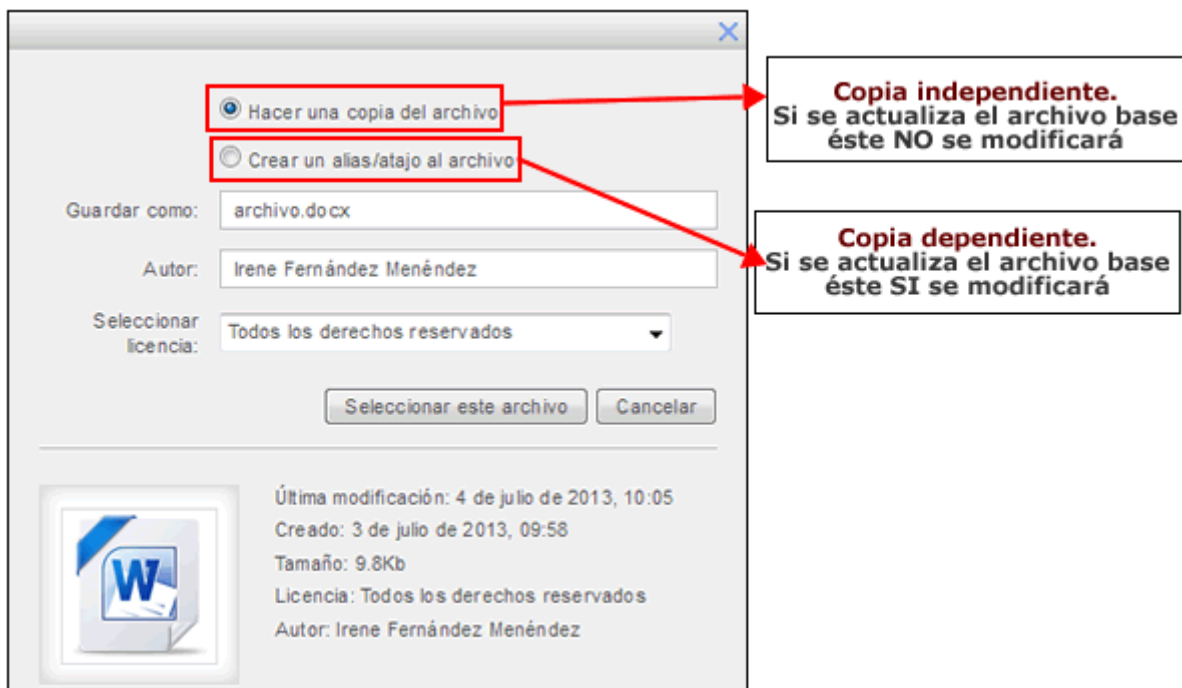 Hacer una copia del archivo
Crear un alias/atajo al archivo
Guardar como:
archivo.docx
Autor:
Irene Fernández Menéndez
Seleccionar
licencia:
Todos los derechos reservados
Seleccionar este archivo
Cancelar
Última modificación: 4 de julio de 2013, 10:05
Creado: 3 de julio de 2013, 09:58
Tamaño: 9.8Kb
Licencia: Todos los derechos reservados
Autor: Irene Fernández Menéndez
W
Copia independiente.
Si se actualiza el archivo base
éste NO se modificará
Copia dependiente.
Si se actualiza el archivo base
éste SI se modificará